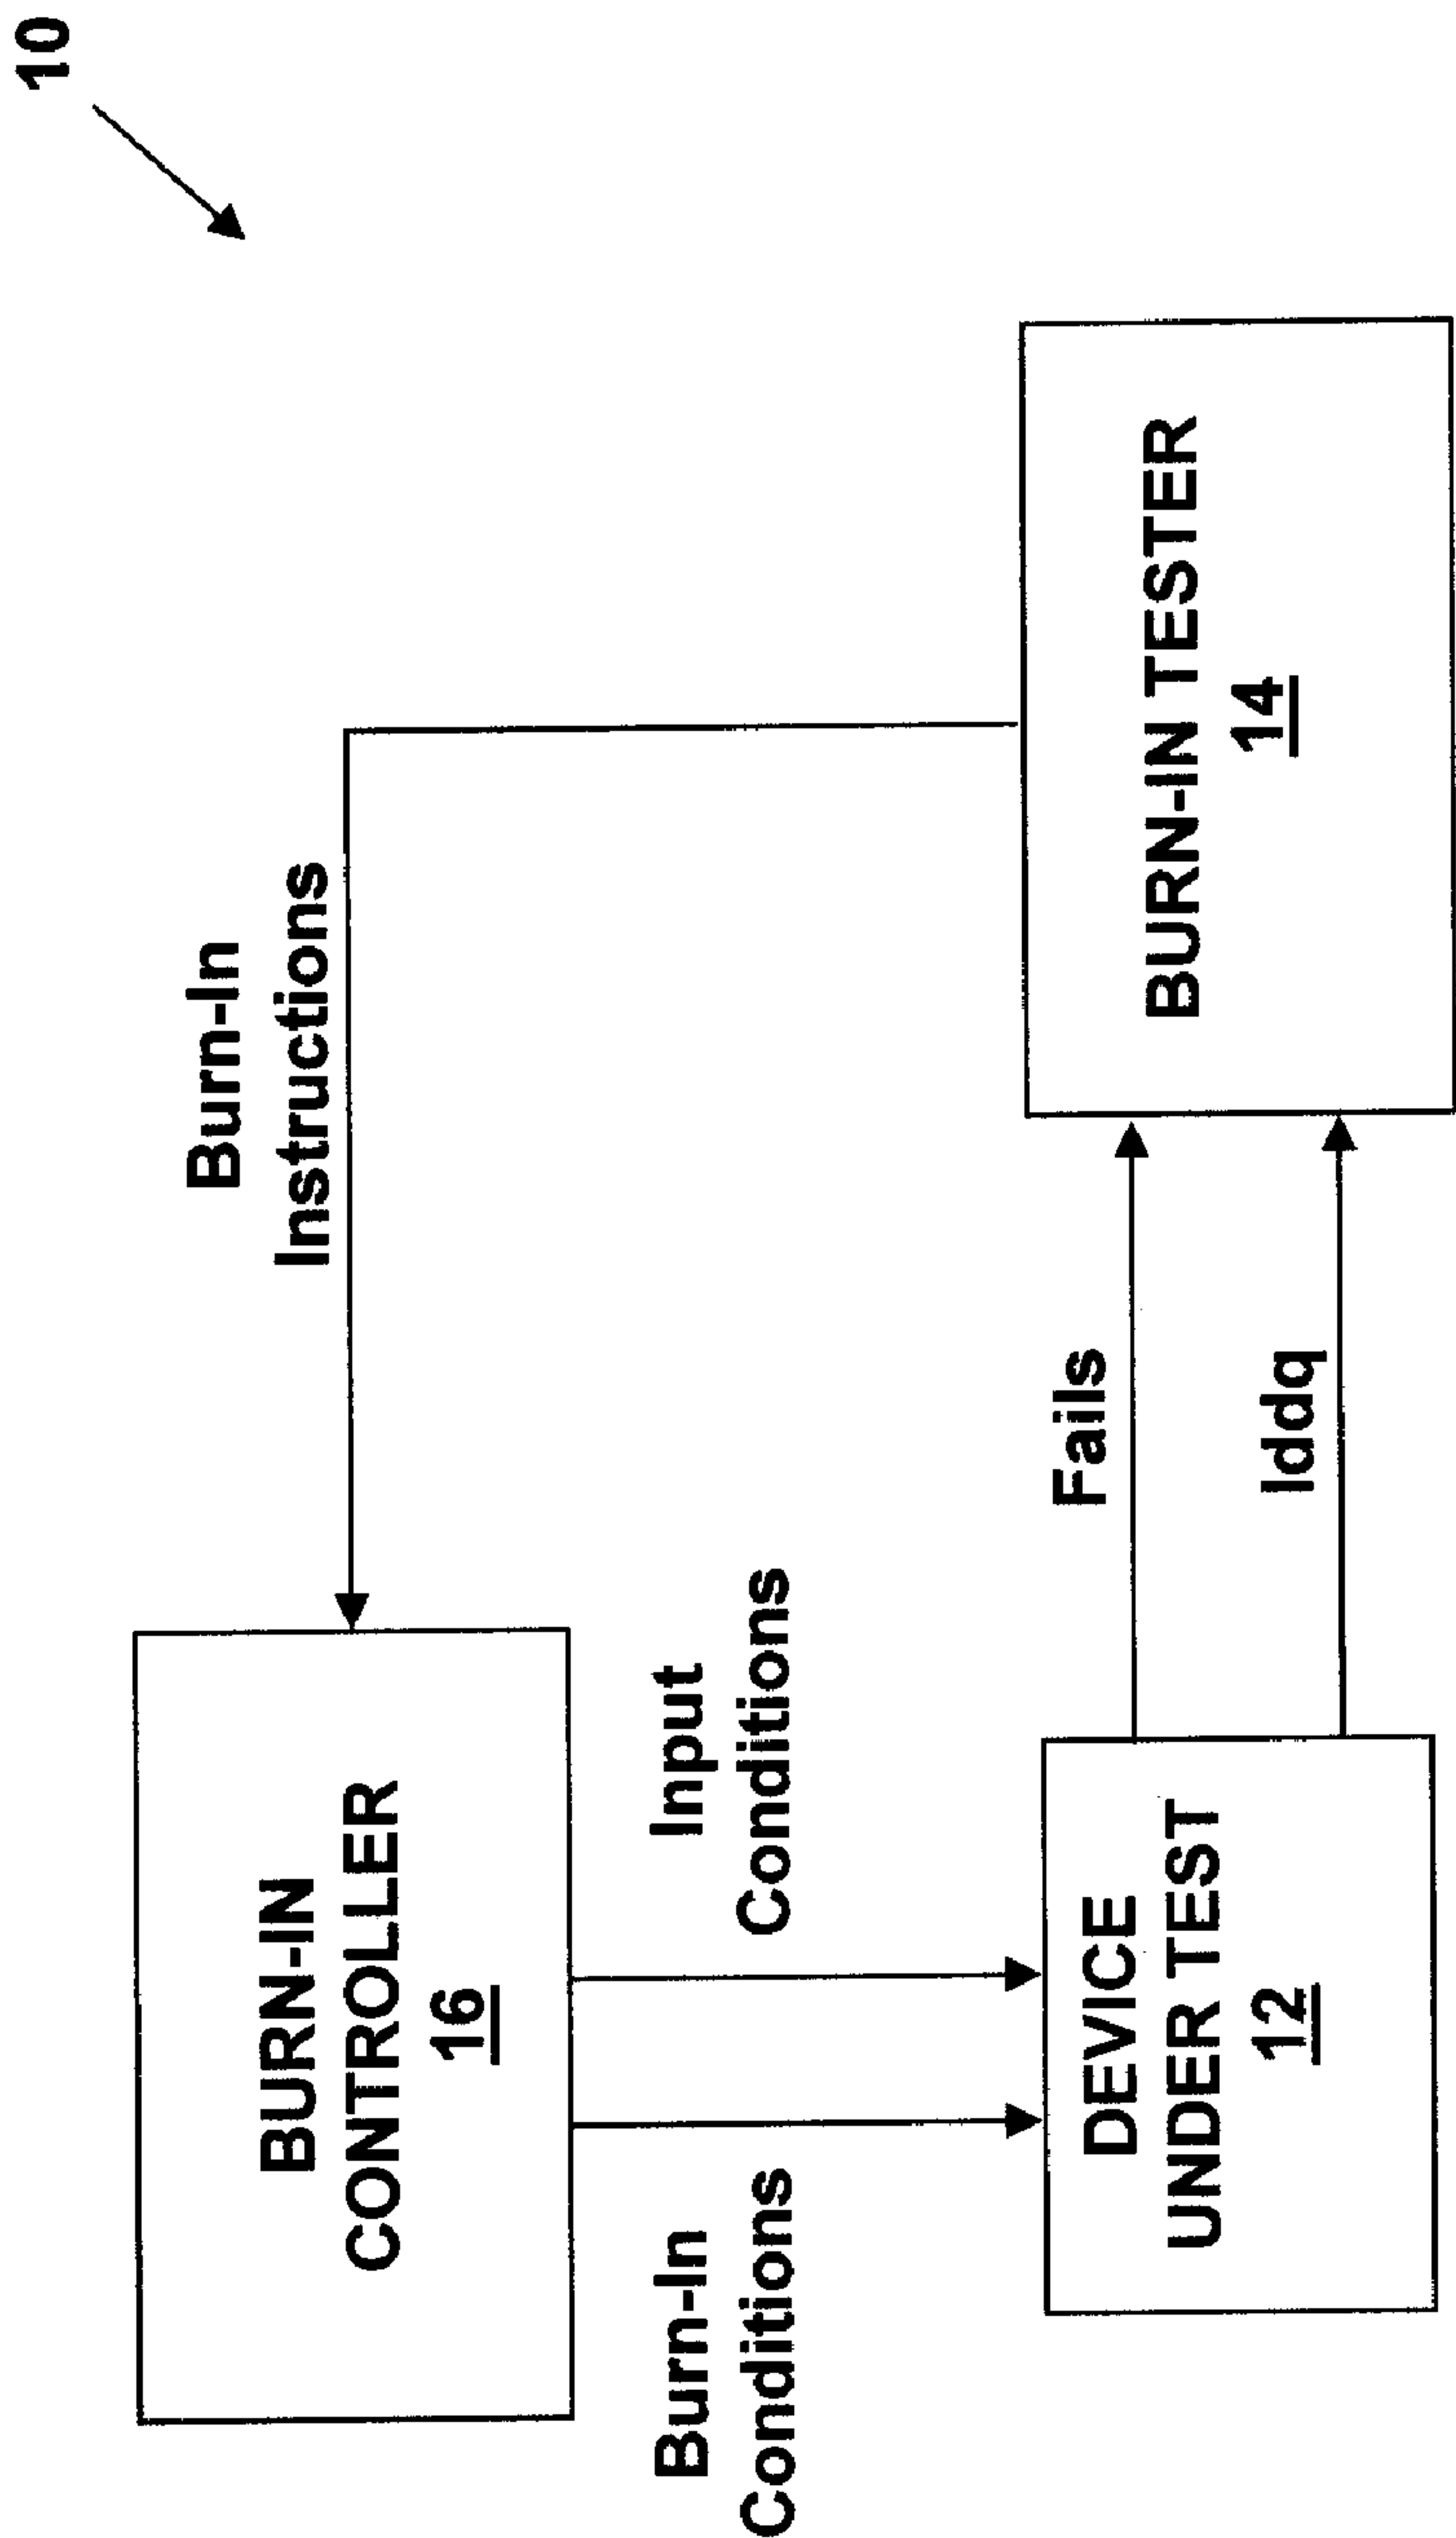 10
Burn-In
Instructions
BURN-IN
CONTROLLER
16
Burn-In
Conditions
Input
Conditions
DEVICE
UNDER TEST
12
Fails
Iddq
BURN-IN TESTER
14